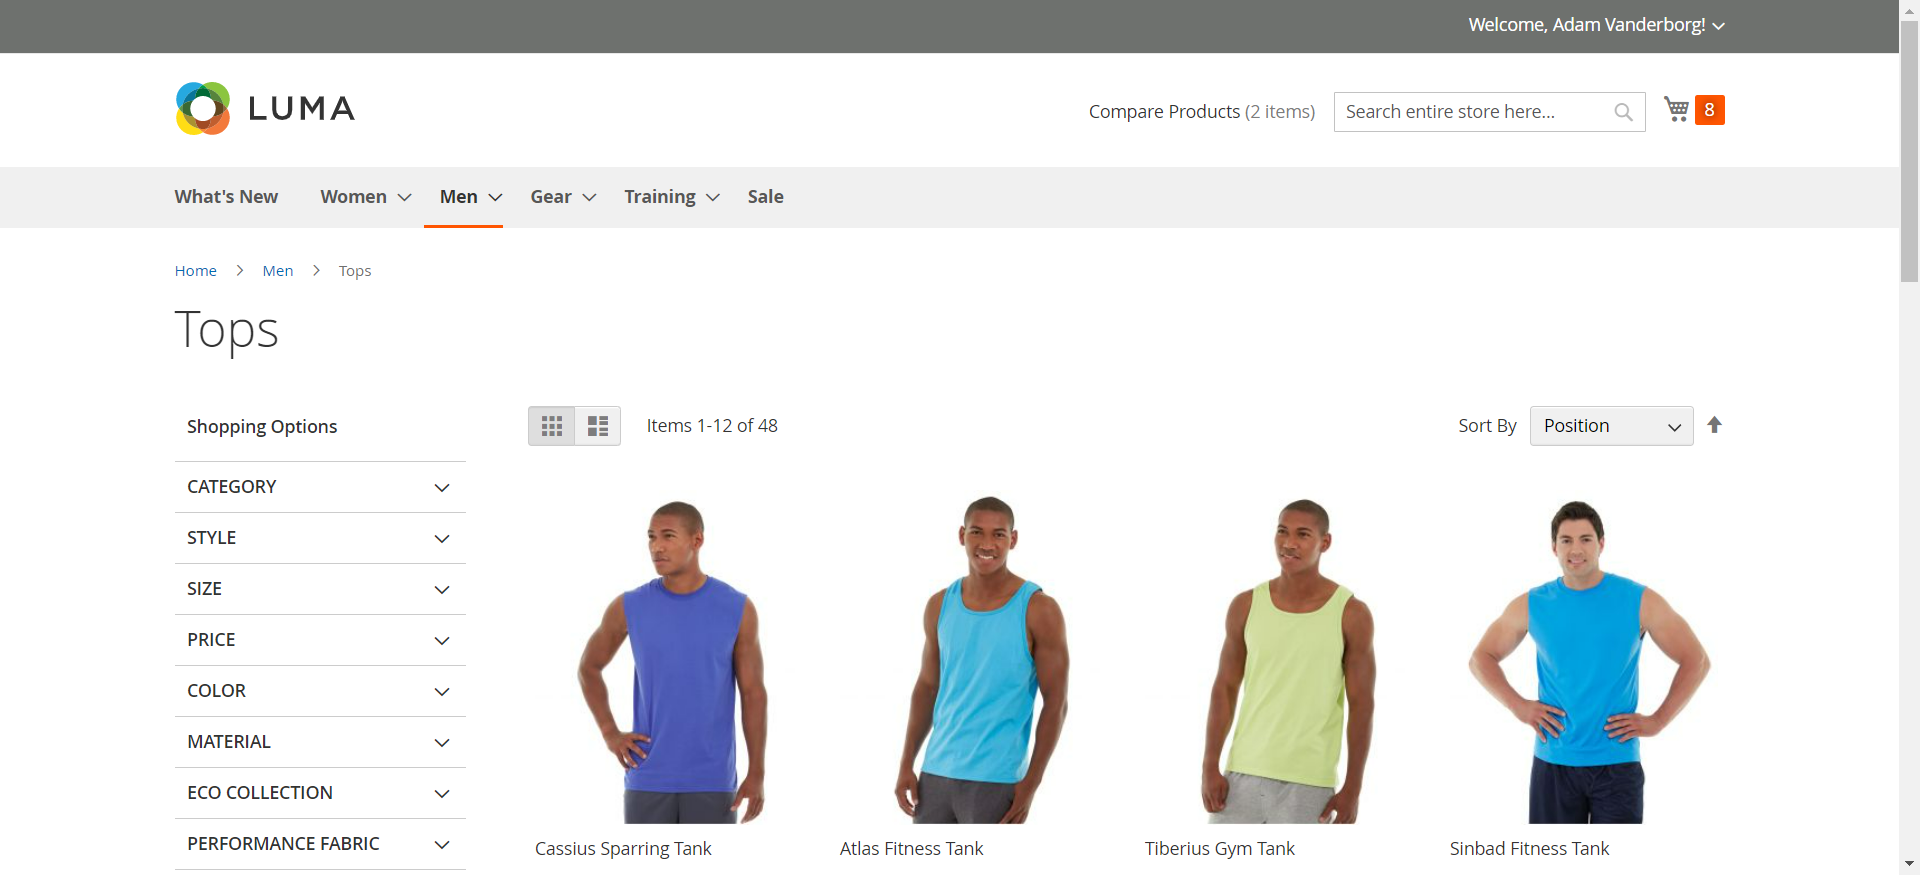 Welcome, Adam Vanderborg!
LUMA
Compare Products (2 items)
Search entire store here...
8
What's New
Women
Men
Gear
Training
Sale
Home
Men
Tops
Tops
Shopping Options
Items 1-12 of 48
Sort By
Position
CATEGORY
STYLE
SIZE
PRICE
COLOR
MATERIAL
ECO COLLECTION
PERFORMANCE FABRIC
Cassius Sparring Tank
Atlas Fitness Tank
Tiberius Gym Tank
Sinbad Fitness Tank